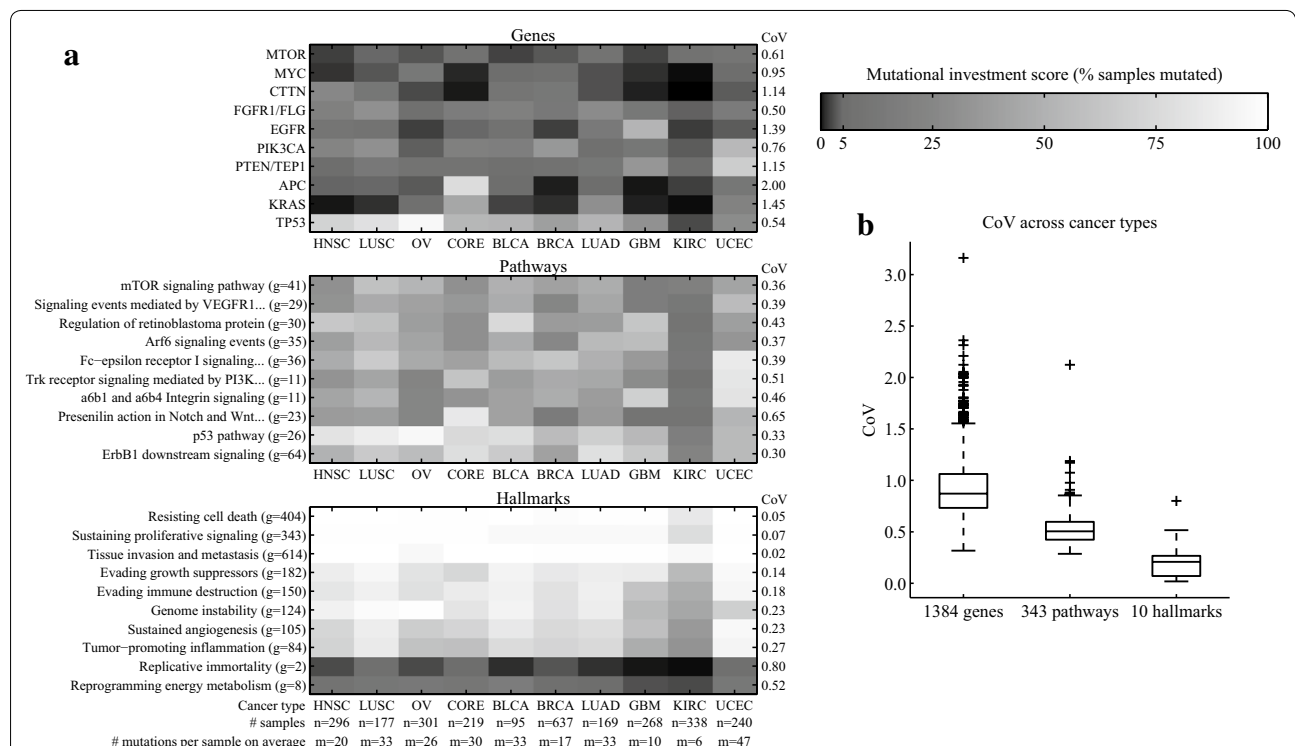 a
Genes
CoV
MTOR 0.61
MYC 0.95
CTTN 1.14
FGFR1/FLG 0.50
EGFR 1.39
PIK3CA 0.76
PTEN/TEP1 1.15
APC 2.00
KRAS 1.45
TP53 0.54
HNSC LUSC OV CORE BLCA BRCA LUAD GBM KIRC UCEC
Pathways
CoV
mTOR signaling pathway (g=41) 0.36
Signaling events mediated by VEGFR1... (g=29) 0.39
Regulation of retinoblastoma protein (g=30) 0.43
Arf6 signaling events (g=35) 0.37
Fc−epsilon receptor I signaling... (g=36) 0.39
Trk receptor signaling mediated by PI3K... (g=11) 0.51
a6b1 and a6b4 Integrin signaling (g=11) 0.46
Presenilin action in Notch and Wnt... (g=23) 0.65
p53 pathway (g=26) 0.33
ErbB1 downstream signaling (g=64) 0.30
HNSC LUSC OV CORE BLCA BRCA LUAD GBM KIRC UCEC
Hallmarks
CoV
Resisting cell death (g=404) 0.05
Sustaining proliferative signaling (g=343) 0.07
Tissue invasion and metastasis (g=614) 0.02
Evading growth suppressors (g=182) 0.14
Evading immune destruction (g=150) 0.18
Genome instability (g=124) 0.23
Sustained angiogenesis (g=105) 0.23
Tumor−promoting inflammation (g=84) 0.27
Replicative immortality (g=2) 0.80
Reprogramming energy metabolism (g=8) 0.52
Cancer type HNSC LUSC OV CORE BLCA BRCA LUAD GBM KIRC UCEC
# samples n=296 n=177 n=301 n=219 n=95 n=637 n=169 n=268 n=338 n=240
# mutations per sample on average m=20 m=33 m=26 m=30 m=33 m=17 m=33 m=10 m=6 m=47
Mutational investment score (% samples mutated)
0 5 25 50 75 100
b
CoV across cancer types
CoV
3.0
2.5
2.0
1.5
1.0
0.5
0.0
1384 genes 343 pathways 10 hallmarks